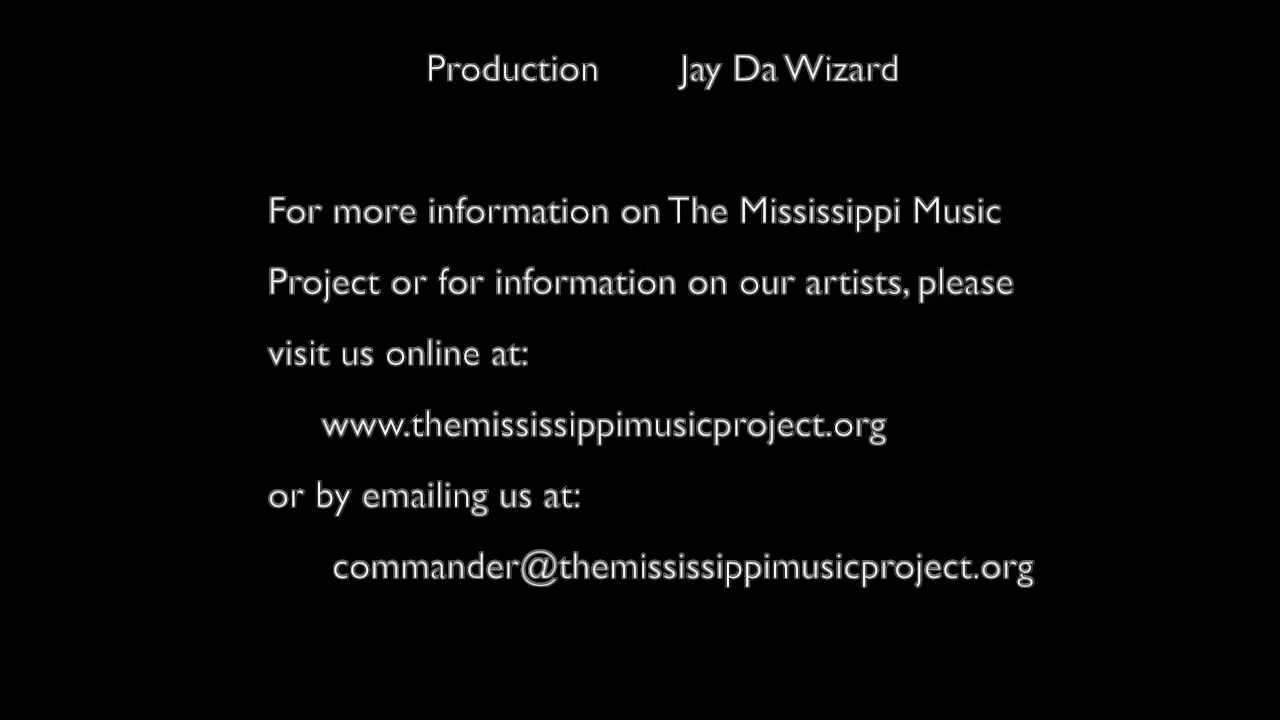 Production Jay Da Wizard
For more information on The Mississippi Music
Project or for information on our artists, please
visit us online at:
www.themississippimusicproject.org
or by emailing us at:
commander@themississippimusicproject.org